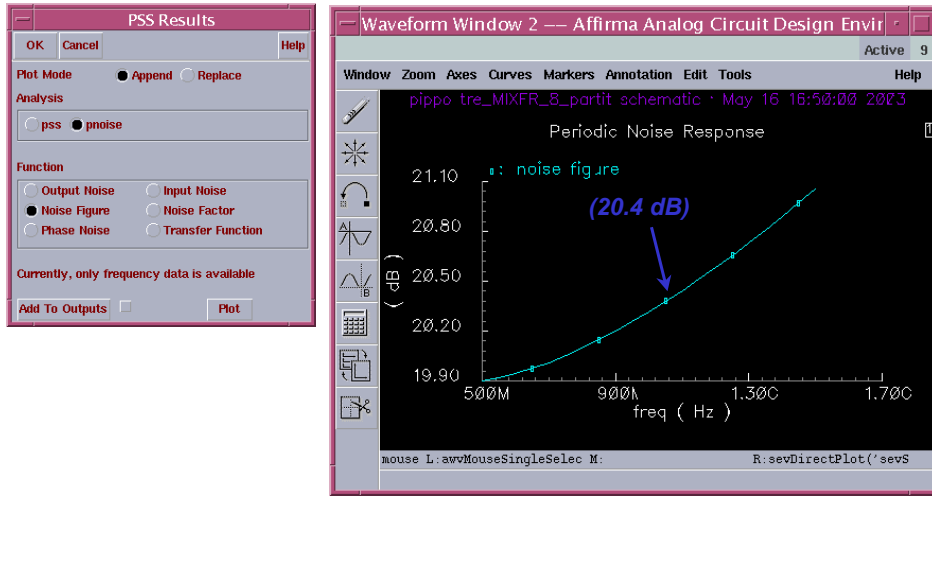 PSS Results
OK Cancel Help
Plot Mode Append Replace
Analysis
pss pnoise
Function
Output Noise Input Noise
Noise Figure Noise Factor
Phase Noise Transfer Function
Currently, only frequency data is available
Add To Outputs Plot
Waveform Window 2 –– Affirma Analog Circuit Design Envir
Active 9
Window Zoom Axes Curves Markers Annotation Edit Tools Help
pippo tre_MIXFR_8_partit schematic : May 16 16:50:00 2003
Periodic Noise Response
1
: noise figure
(20.4 dB)
21.10
20.80
20.50
20.20
19.90
( dB )
500M 900M 1.30G 1.70G
freq ( Hz )
mouse L:awvMouseSingleSelec M: R:sevDirectPlot('sevS
B